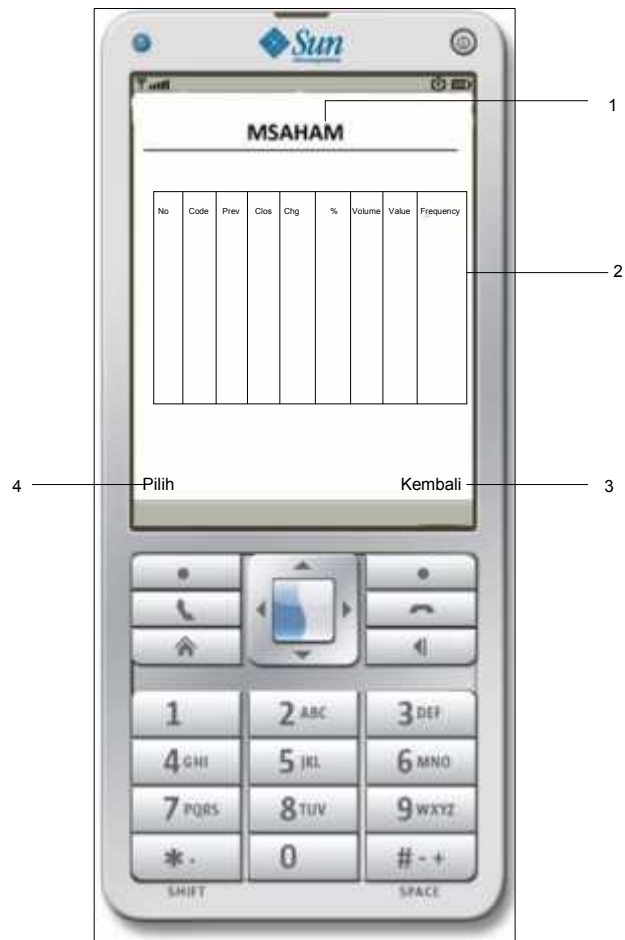 Sun
1
MSAHAM
No Code Prev Clos Chg % Volume Value Frequency
2
4 Pilih Kembali 3
1 2 ABC 3 DEF
4 GHI 5 JKL 6 MNO
7 PQRS 8 TUV 9 WXYZ
* . 0 # - +
SHIFT SPACE